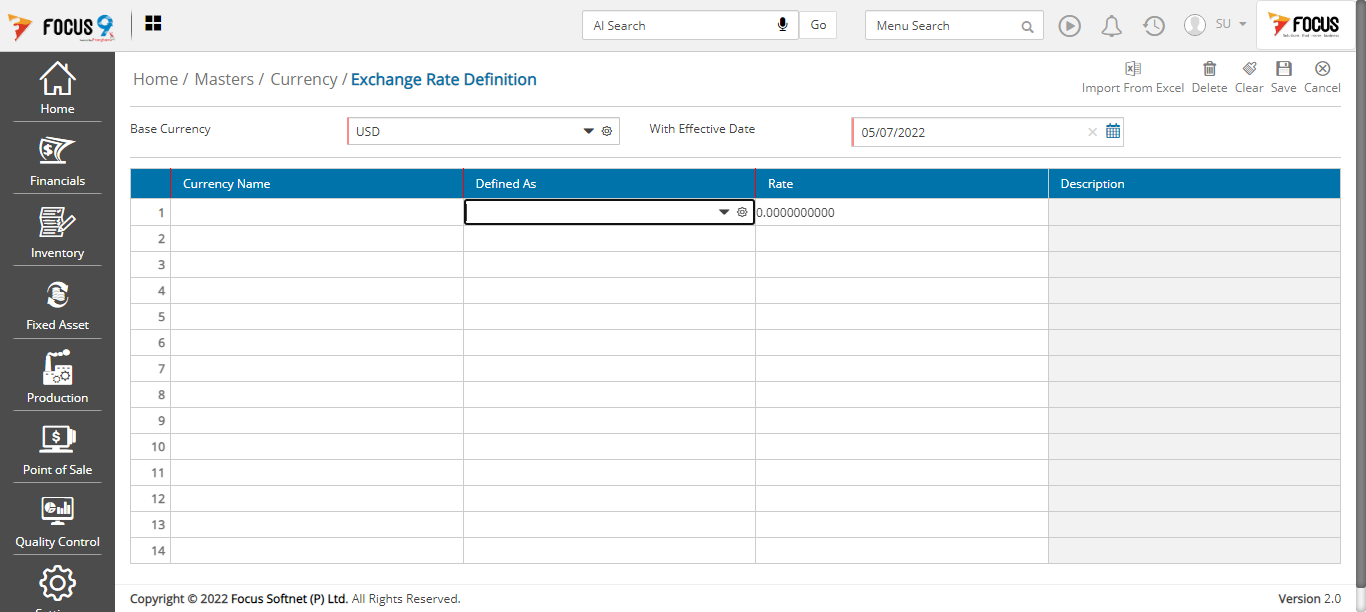 FOCUS 9
AI Search
Go
Menu Search
SU
FOCUS
Home / Masters / Currency / Exchange Rate Definition
Import From Excel Delete Clear Save Cancel
Base Currency
USD
With Effective Date
05/07/2022
Currency Name Defined As Rate Description
1 0.0000000000
2
3
4
5
6
7
8
9
10
11
12
13
14
Home
Financials
Inventory
Fixed Asset
Production
Point of Sale
Quality Control
Copyright © 2022 Focus Softnet (P) Ltd. All Rights Reserved.
Version 2.0